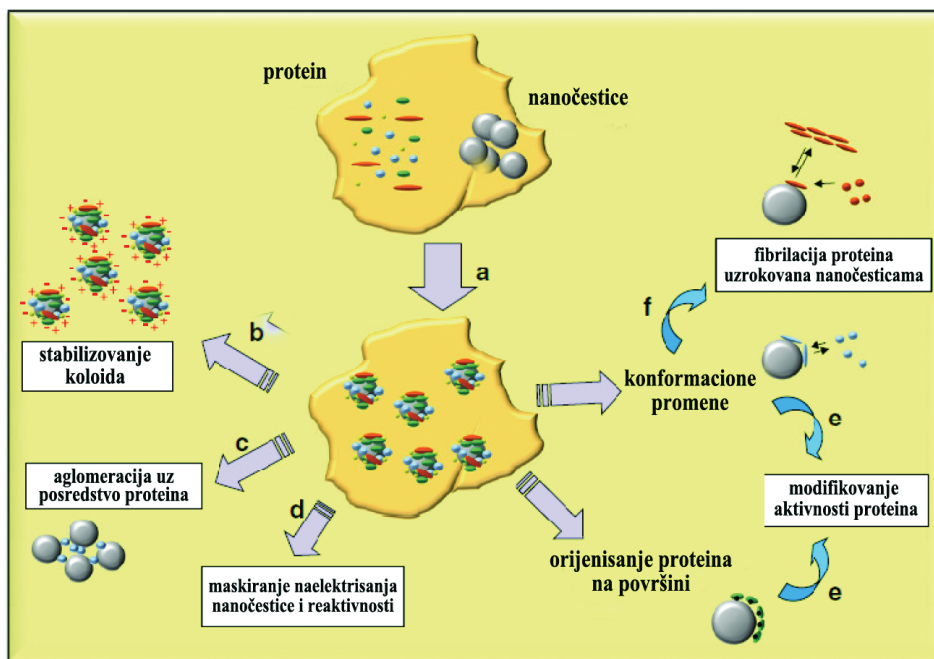 protein
nanočestice
a
fibrilacija proteina
uzrokovana nanočesticama
f
b
stabilizovanje
koloida
konformacione
promene
e
c
aglomeracija uz
posredstvo proteina
d
modifikovanje
aktivnosti proteina
maskiranje naelektrisanja
nanočestice i reaktivnosti
orijenisanje proteina
na površini
e